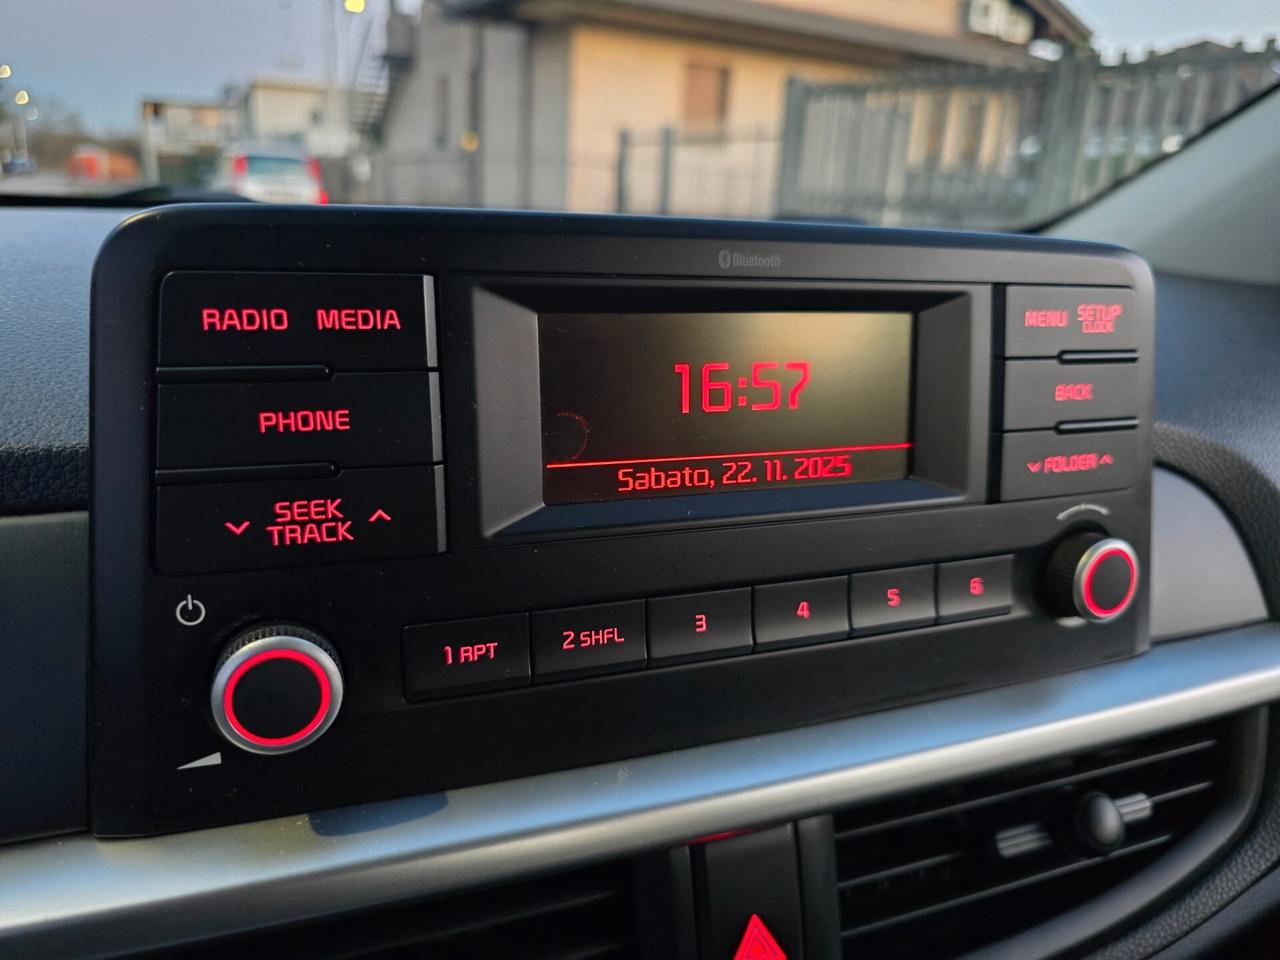 Bluetooth
RADIO MEDIA
PHONE
SEEK
TRACK
16:57
Sabato, 22. 11. 2025
MENU SETUP
CLOCK
BACK
FOLDER
1 RPT
2 SHFL
3
4
5
6